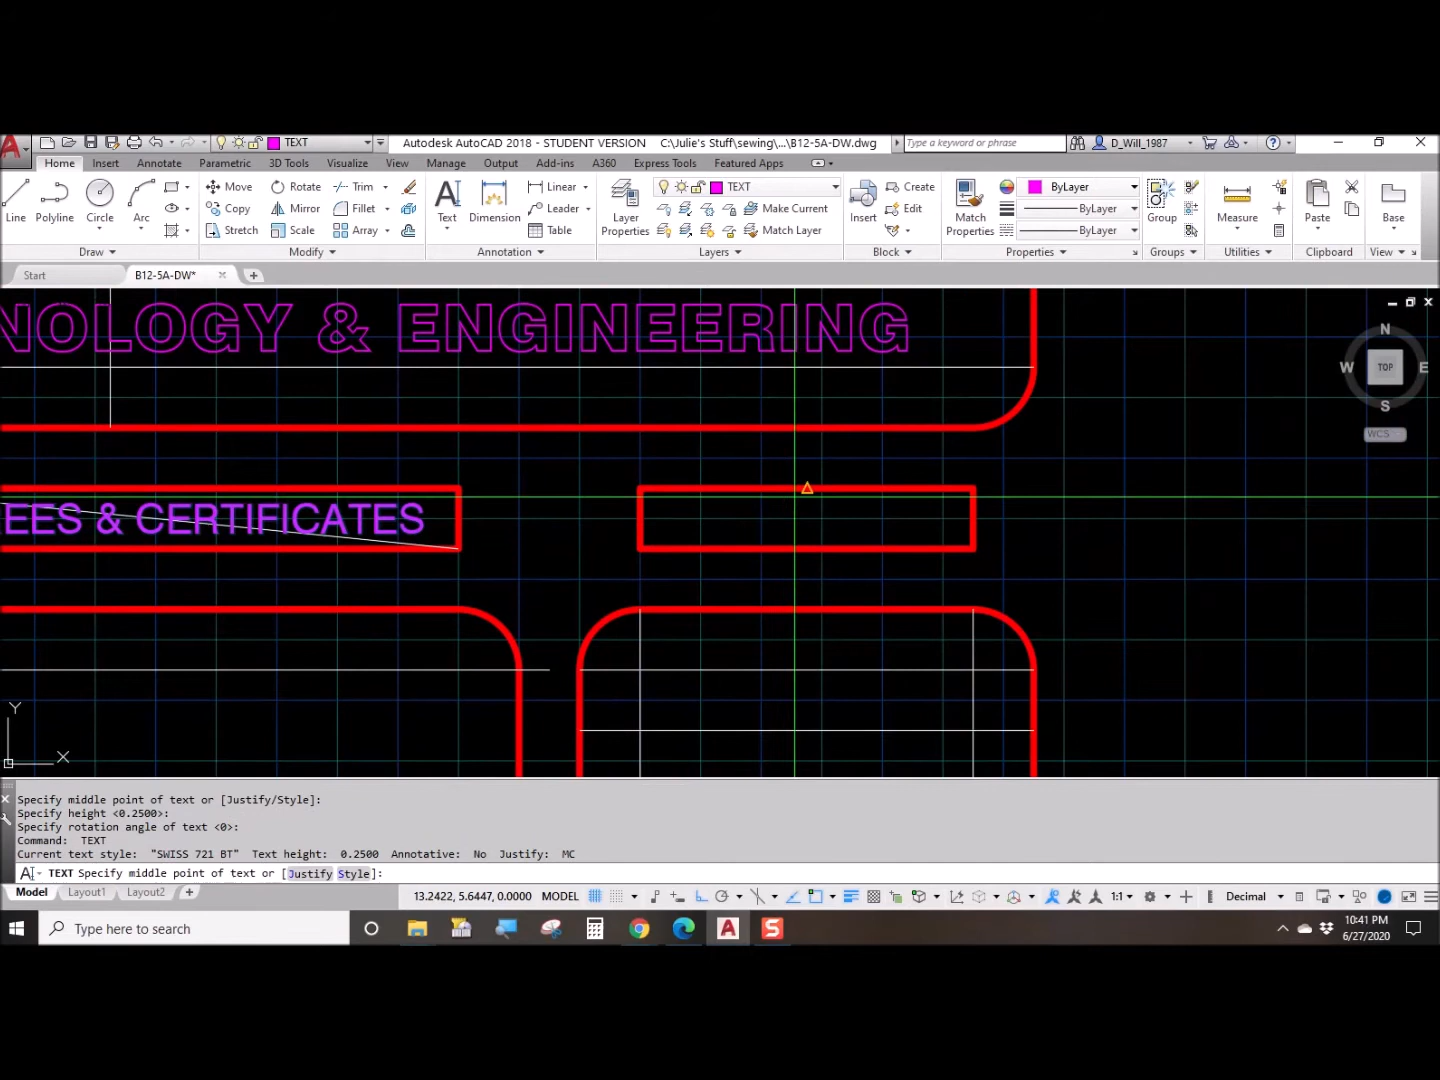 TEXT
Autodesk AutoCAD 2018 - STUDENT VERSION C:\Julie's Stuff\sewing\...\B12-5A-DW.dwg
Type a keyword or phrase
D_Will_1987
Home Insert Annotate Parametric 3D Tools Visualize View Manage Output Add-ins A360 Express Tools Featured Apps
Move Rotate Trim Linear TEXT Create ByLayer
Line Polyline Circle Arc Copy Mirror Fillet Text Dimension Leader Layer Properties Make Current Insert Edit Match Properties ByLayer Group Measure Paste Base
Stretch Scale Array Table Match Layer ByLayer
Draw Modify Annotation Layers Block Properties Groups Utilities Clipboard View
Start B12-5A-DW*
NOLOGY & ENGINEERING
N
W TOP E
S
WCS
EES & CERTIFICATES
Y
X
Specify middle point of text or [Justify/Style]:
Specify height <0.2500>:
Specify rotation angle of text <0>:
Command: TEXT
Current text style: "SWISS 721 BT" Text height: 0.2500 Annotative: No Justify: MC
TEXT Specify middle point of text or [Justify Style]:
Model Layout1 Layout2 13.2422, 5.6447, 0.0000 MODEL 1:1 Decimal
Type here to search
10:41 PM
6/27/2020